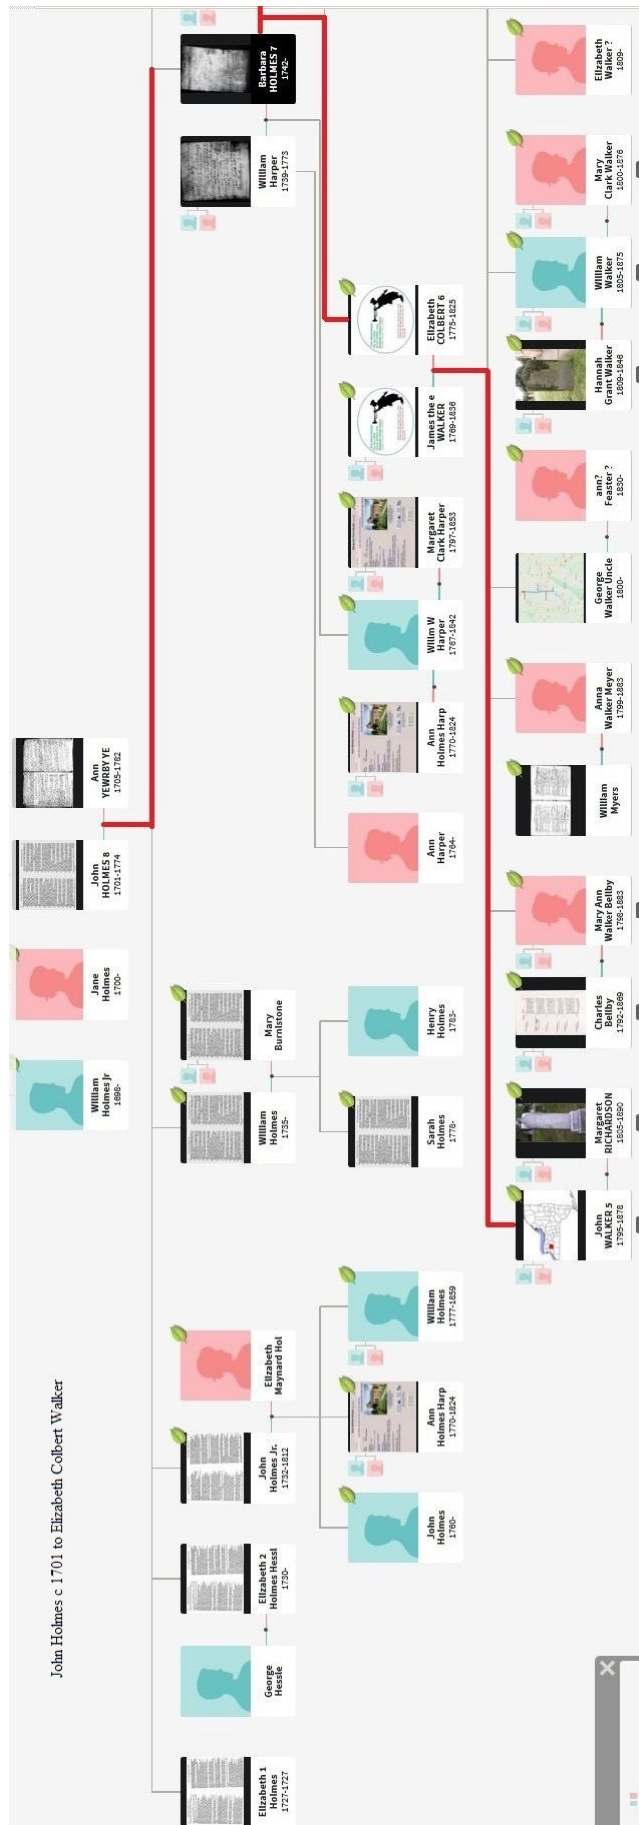 John Holmes c 1701 to Elizabeth Colbert Walker
William
Holmes Jr
1698-
Jane
Holmes
1700-
John
HOLMES 8
1701-1774
Ann
YEWRBY YE
1705-1782
Elizabeth 1
Holmes
1727-1727
George
Hessle
Elizabeth 2
Holmes Hessl
1730-
John
Holmes Jr.
1732-1812
Elizabeth
Maynard Hol
William
Holmes
1735-
Mary
Burnistone
William
Harper
1739-1773
Barbara
HOLMES 7
1742-
John
Holmes
1760-
Ann
Holmes Harp
1770-1824
William
Holmes
1777-1859
Sarah
Holmes
1778-
Henry
Holmes
1783-
Ann
Harper
1764-
Ann
Holmes Harp
1770-1824
Willm W
Harper
1767-1842
Margaret
Clark Harper
1797-1853
James the e
WALKER
1769-1836
Elizabeth
COLBERT 6
1775-1825
John
WALKER 5
1795-1878
Margaret
RICHARDSON
1805-1890
Charles
Bellby
1792-1869
Mary Ann
Walker Bellby
1798-1883
William
Myers
Anna
Walker Meyer
1799-1883
George
Walker Uncle
1800-
ann?
Feaster ?
1830-
Hannah
Grant Walker
1809-1846
William
Walker
1805-1875
Mary
Clark Walker
1800-1876
Elizabeth
Walker ?
1809-